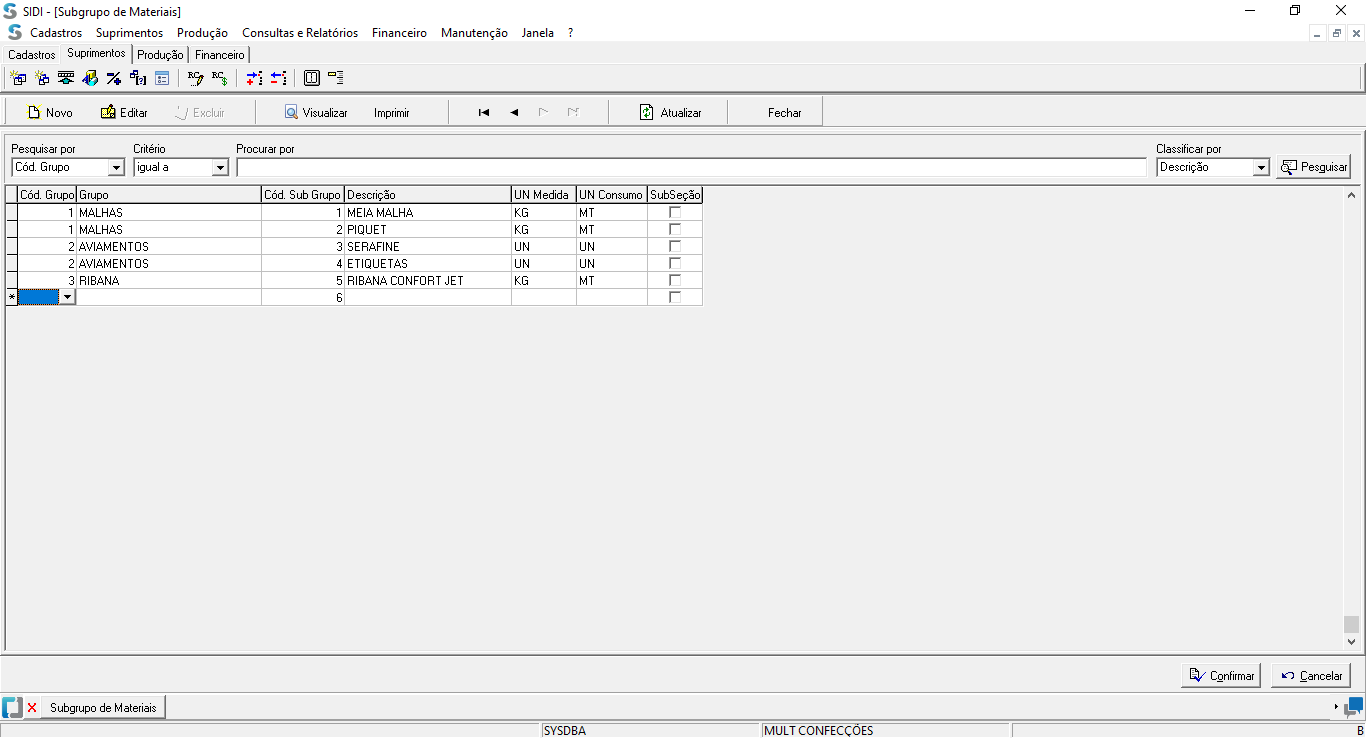 SIDI - [Subgrupo de Materiais]
Cadastros Suprimentos Produção Consultas e Relatórios Financeiro Manutenção Janela ?
Cadastros Suprimentos Produção Financeiro
Novo Editar Excluir Visualizar Imprimir Atualizar Fechar
Pesquisar por Critério Procurar por Classificar por
Cód. Grupo igual a Descrição Pesquisar
Cód. Grupo Grupo Cód. Sub Grupo Descrição UN Medida UN Consumo SubSeção
1 MALHAS 1 MEIA MALHA KG MT
1 MALHAS 2 PIQUET KG MT
2 AVIAMENTOS 3 SERAFINE UN UN
2 AVIAMENTOS 4 ETIQUETAS UN UN
3 RIBANA 5 RIBANA CONFORT JET KG MT
* 6
Confirmar Cancelar
Subgrupo de Materiais
SYSDBA MULT CONFECÇÕES B